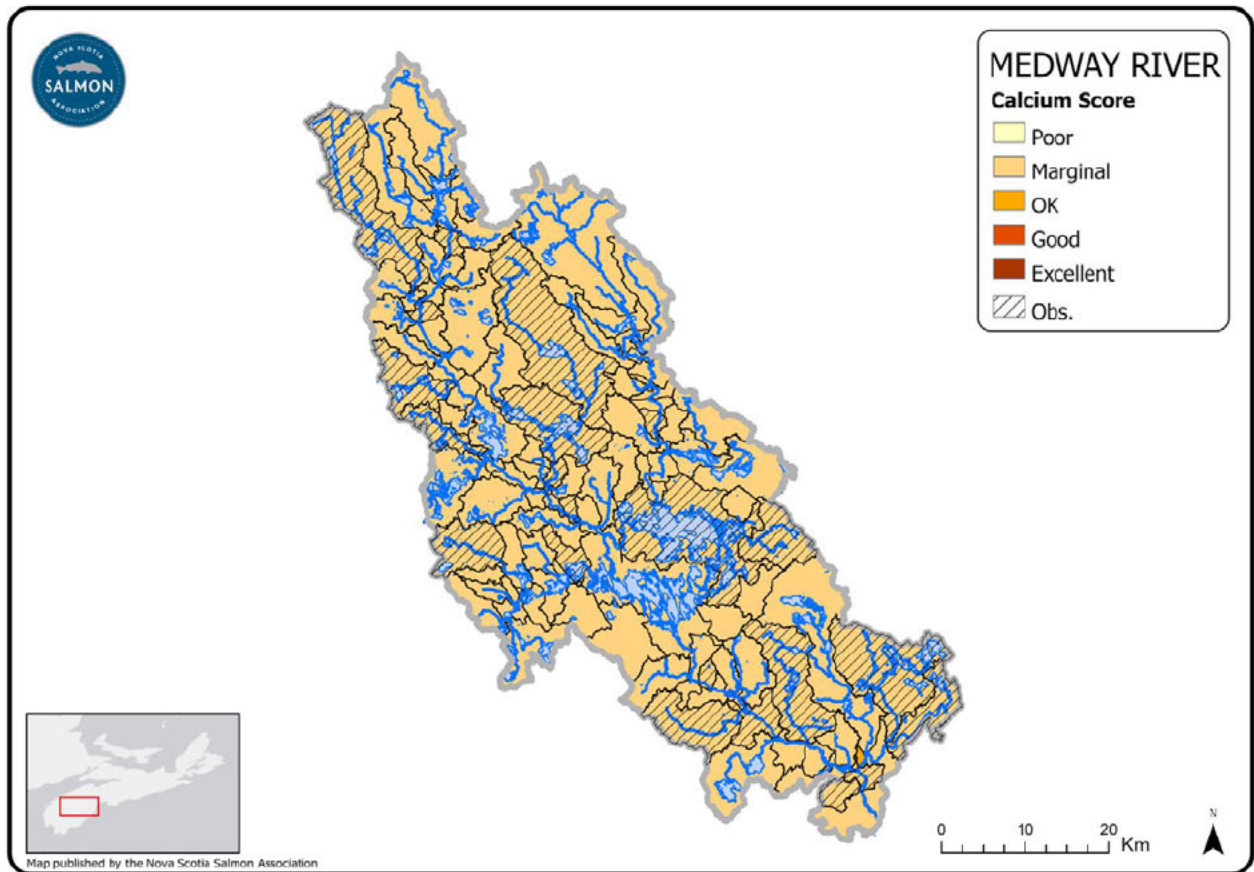 NOVA SCOTIA
SALMON
ASSOCIATION
MEDWAY RIVER
Calcium Score
Poor
Marginal
OK
Good
Excellent
Obs.
Map published by the Nova Scotia Salmon Association
0 10 20
Km
N